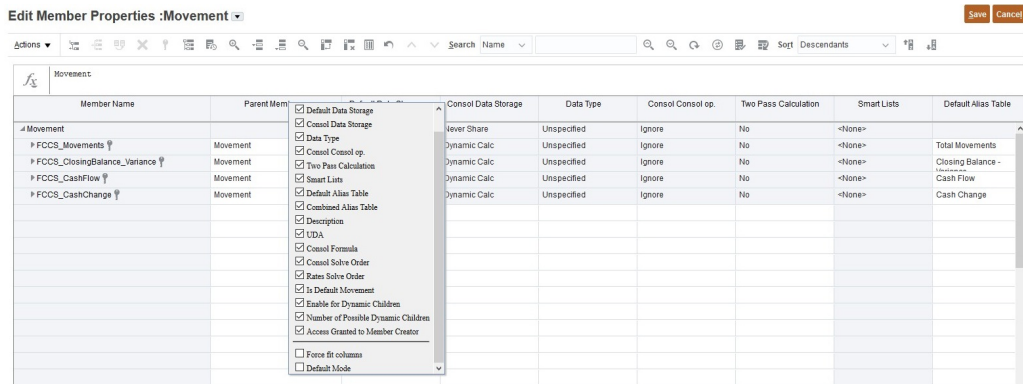 Edit Member Properties :Movement
Save Cancel
Actions Search Name Sort Descendants
fx Movement
Member Name Consol Data Storage Data Type Consol Consol op. Two Pass Calculation Smart Lists Default Alias Table
Movement Never Share Unspecified Ignore No <None>
FCCS_Movements Movement Dynamic Calc Unspecified Ignore No <None> Total Movements
FCCS_ClosingBalance_Variance Movement Dynamic Calc Unspecified Ignore No <None> Closing Balance -
FCCS_CashFlow Movement Dynamic Calc Unspecified Ignore No <None> Cash Flow
FCCS_CashChange Movement Dynamic Calc Unspecified Ignore No <None> Cash Change
Default Data Storage
Consol Data Storage
Data Type
Consol Consol op.
Two Pass Calculation
Smart Lists
Default Alias Table
Combined Alias Table
Description
UDA
Consol Formula
Consol Solve Order
Rates Solve Order
Is Default Movement
Enable for Dynamic Children
Number of Possible Dynamic Children
Access Granted to Member Creator
Force fit columns
Default Mode